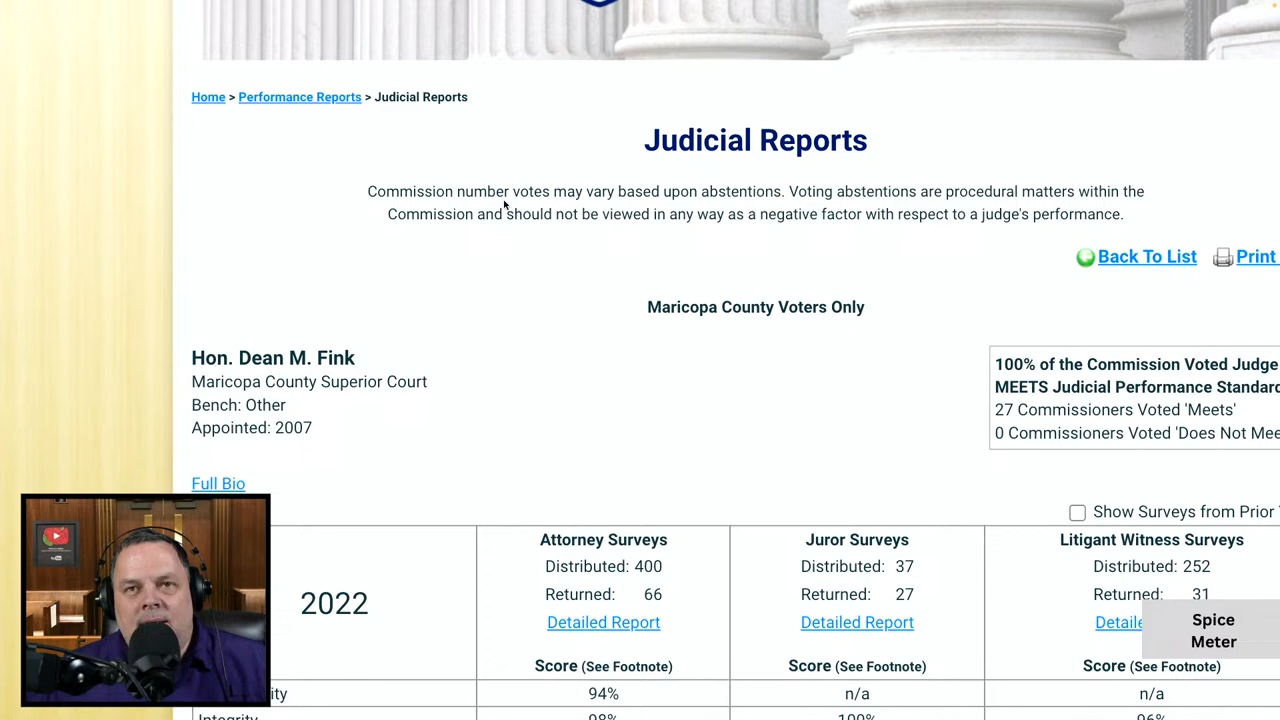 Home > Performance Reports > Judicial Reports
Judicial Reports
Commission number votes may vary based upon abstentions. Voting abstentions are procedural matters within the
Commission and should not be viewed in any way as a negative factor with respect to a judge's performance.
Back To List Print
Maricopa County Voters Only
Hon. Dean M. Fink
Maricopa County Superior Court
Bench: Other
Appointed: 2007
100% of the Commission Voted Judge
MEETS Judicial Performance Standard
27 Commissioners Voted 'Meets'
0 Commissioners Voted 'Does Not Mee
Full Bio
Show Surveys from Prior
2022
Attorney Surveys
Distributed: 400
Returned: 66
Detailed Report
Score (See Footnote)
Juror Surveys
Distributed: 37
Returned: 27
Detailed Report
Score (See Footnote)
Litigant Witness Surveys
Distributed: 252
Returned: 31
Detaile
Score (See Footnote)
Spice
Meter
ity 94% n/a n/a
Integrity 98% 100% 96%